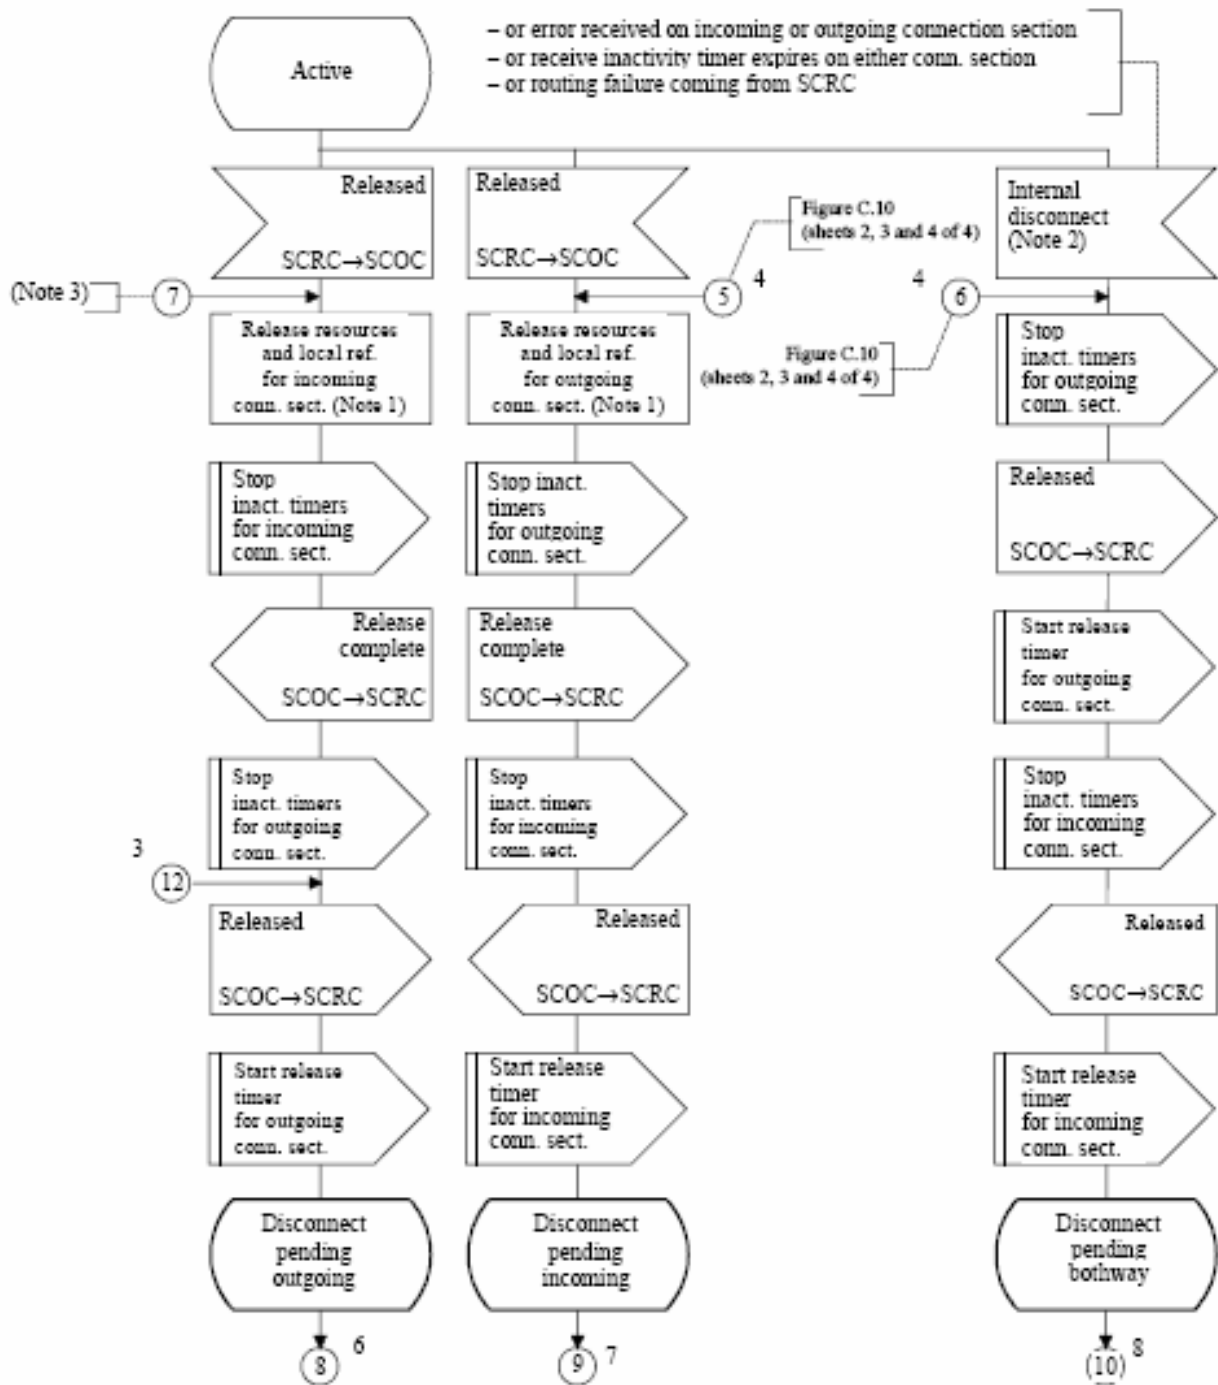 – or error received on incoming or outgoing connection section
– or receive inactivity timer expires on either conn. section
– or routing failure coming from SCRC
Active
Released
SCRC→SCOC
Released
SCRC→SCOC
Figure C.10
(sheets 2, 3 and 4 of 4)
Internal
disconnect
(Note 2)
(Note 3)
7
5
4
4
6
Release resources
and local ref.
for incoming
conn. sect. (Note 1)
Release resources
and local ref.
for outgoing
conn. sect. (Note 1)
Figure C.10
(sheets 2, 3 and 4 of 4)
Stop
inact. timers
for outgoing
conn. sect.
Stop
inact. timers
for incoming
conn. sect.
Stop inact.
timers
for outgoing
conn. sect.
Released
SCOC→SCRC
Release
complete
SCOC→SCRC
Release
complete
SCOC→SCRC
Start release
timer
for outgoing
conn. sect.
Stop
inact. timers
for outgoing
conn. sect.
Stop
inact. timers
for incoming
conn. sect.
Stop
inact. timers
for incoming
conn. sect.
3
12
Released
SCOC→SCRC
Released
SCOC→SCRC
Released
SCOC→SCRC
Start release
timer
for outgoing
conn. sect.
Start release
timer
for incoming
conn. sect.
Start release
timer
for incoming
conn. sect.
Disconnect
pending
outgoing
Disconnect
pending
incoming
Disconnect
pending
bothway
8
6
9
7
(10)
8